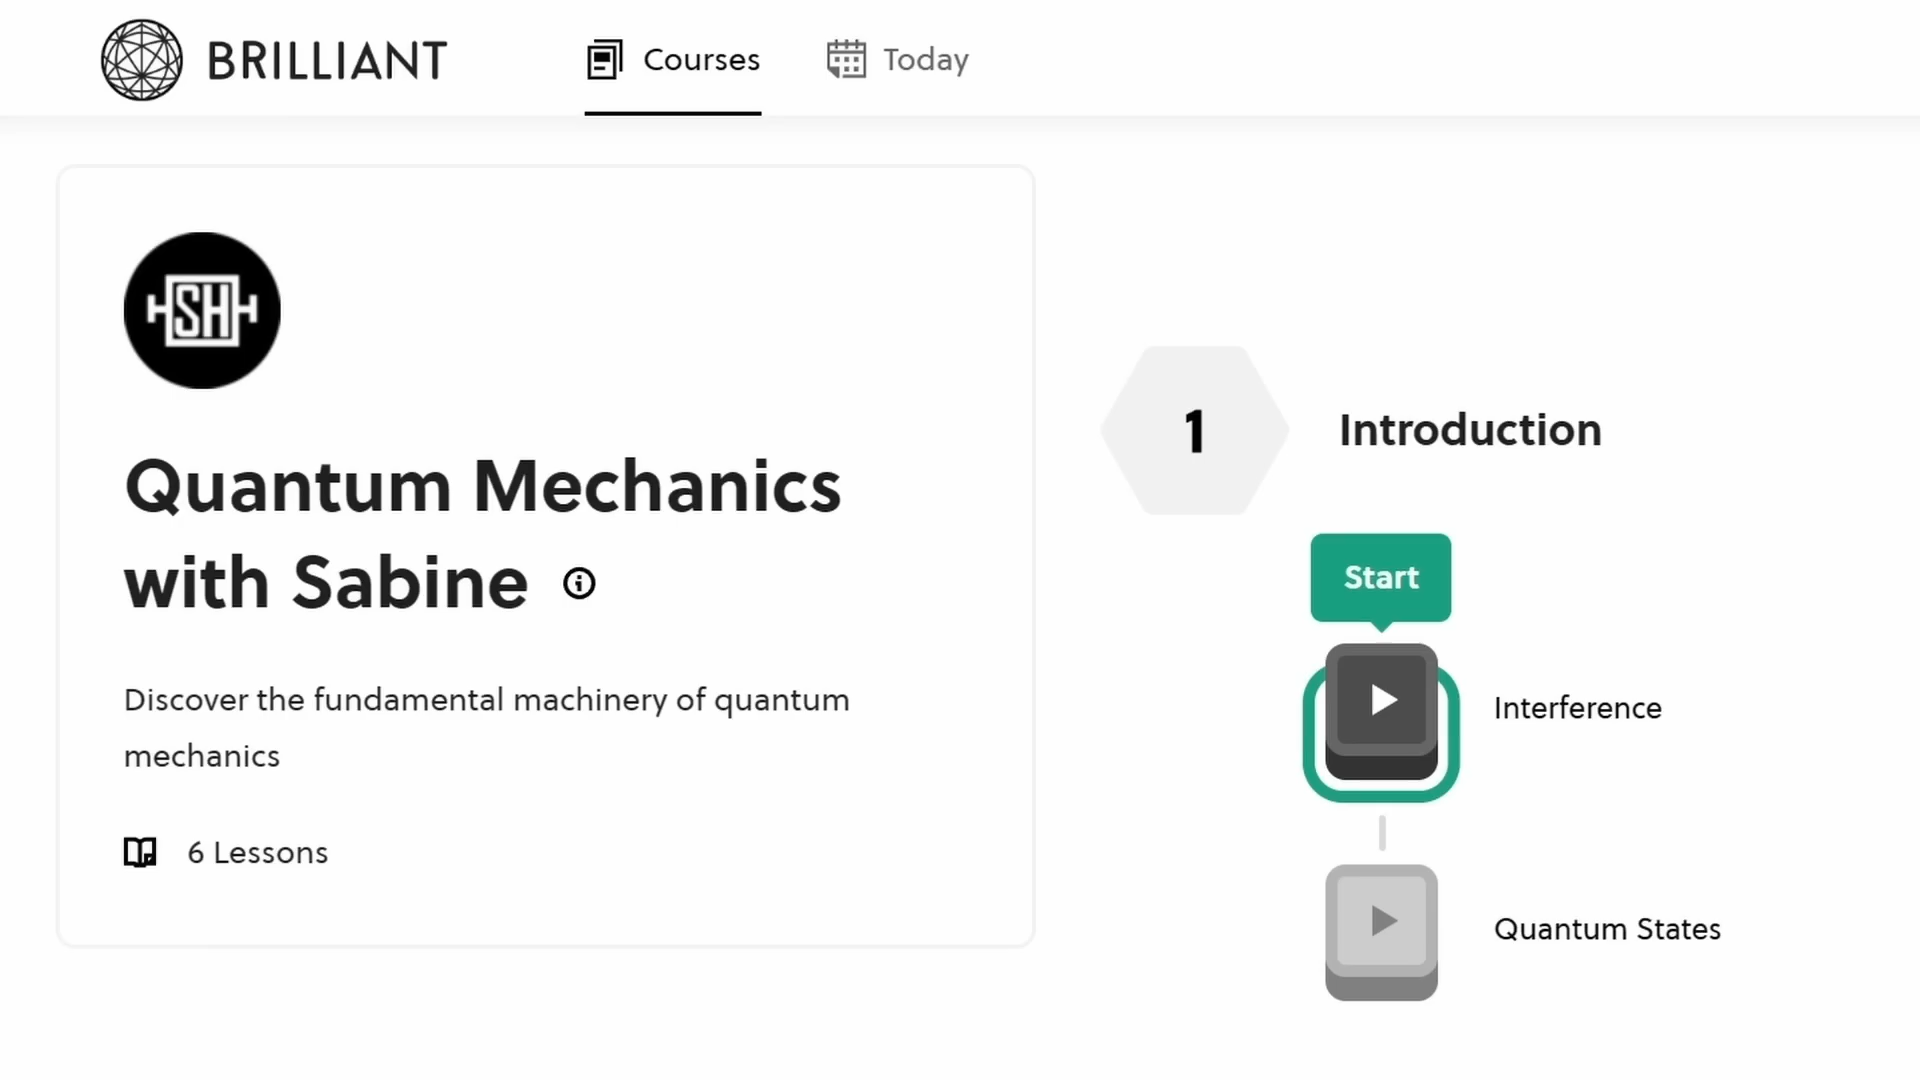 BRILLIANT
Courses
Today
SH
Quantum Mechanics
with Sabine
Discover the fundamental machinery of quantum
mechanics
6 Lessons
1
Introduction
Start
Interference
Quantum States